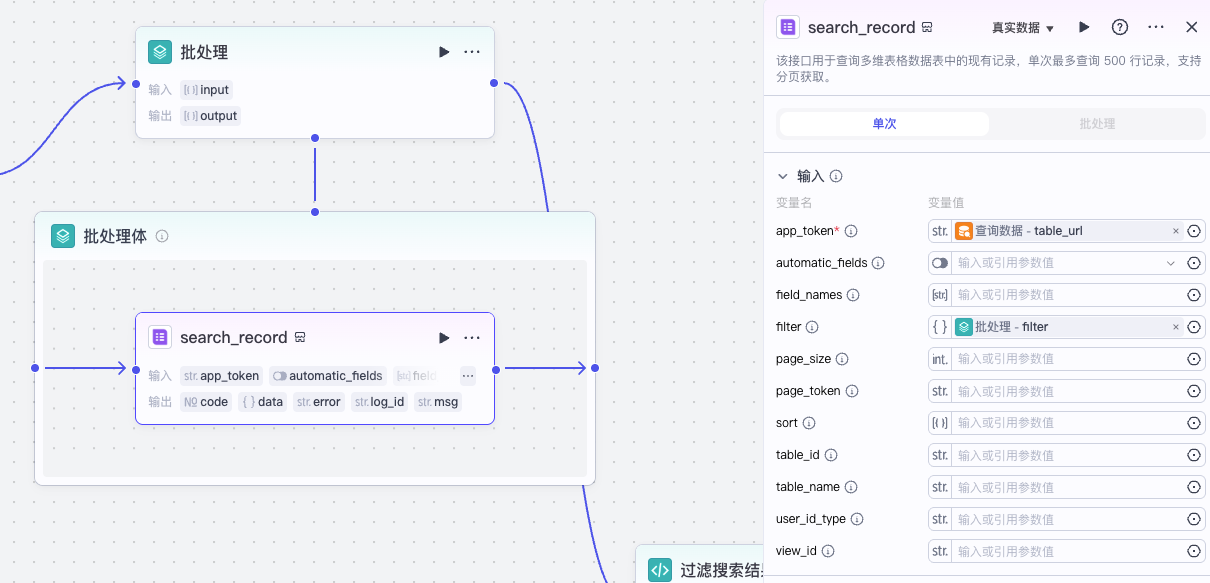 批处理
输入 [()] input
输出 [()] output
批处理体
search_record
输入 str. app_token automatic_fields [str] field
输出 № code { } data str. error str. log_id str. msg
过滤搜索结
search_record 真实数据
该接口用于查询多维表格数据表中的现有记录，单次最多查询 500 行记录，支持
分页获取。
单次 批处理
输入
变量名 变量值
app_token* str. 查询数据 - table_url ×
automatic_fields 输入或引用参数值
field_names [str] 输入或引用参数值
filter { } 批处理 - filter ×
page_size int. 输入或引用参数值
page_token str. 输入或引用参数值
sort [()] 输入或引用参数值
table_id str. 输入或引用参数值
table_name str. 输入或引用参数值
user_id_type str. 输入或引用参数值
view_id str. 输入或引用参数值